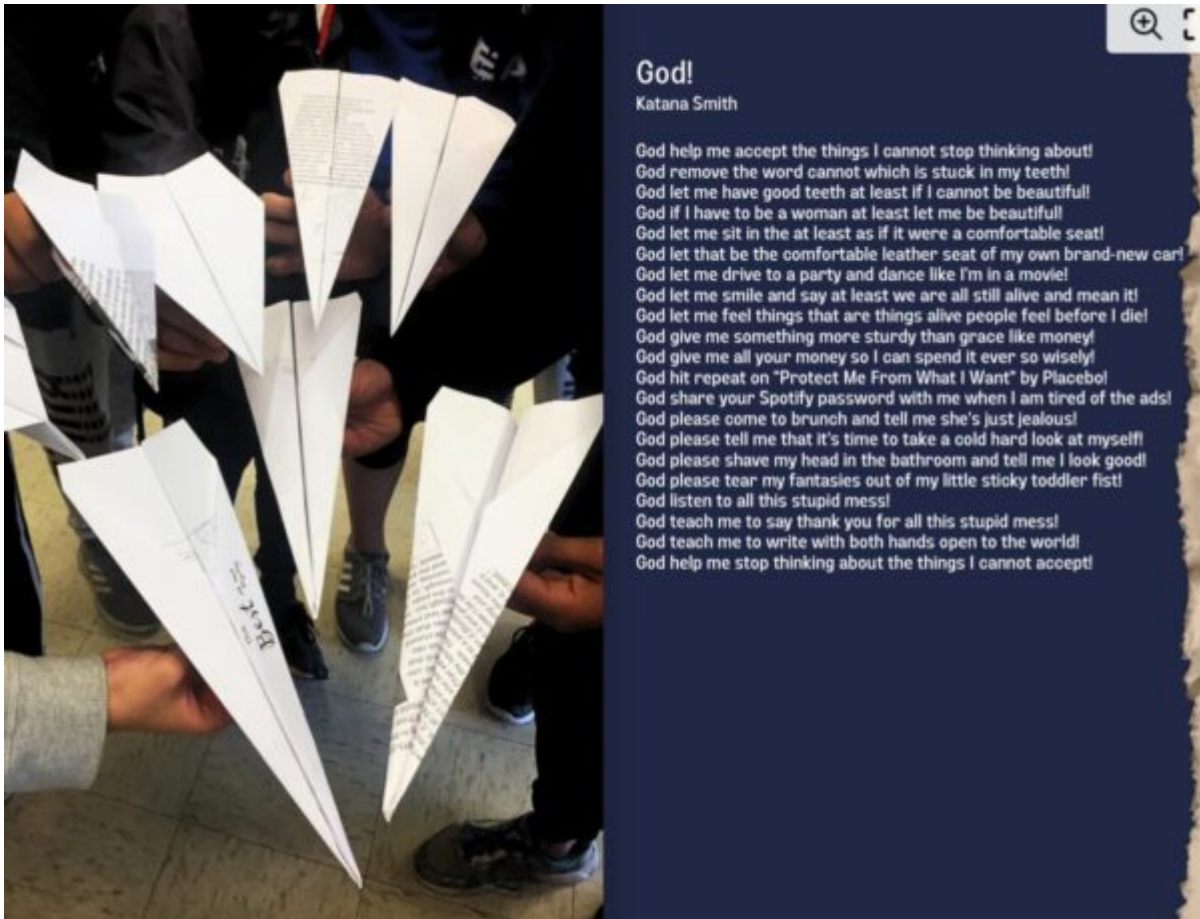 God!
Katana Smith
God help me accept the things I cannot stop thinking about!
God remove the word cannot which is stuck in my teeth!
God let me have good teeth at least if I cannot be beautiful!
God if I have to be a woman at least let me be beautiful!
God let me sit in the at least as if it were a comfortable seat!
God let that be the comfortable leather seat of my own brand-new car!
God let me drive to a party and dance like I'm in a movie!
God let me smile and say at least we are all still alive and mean it!
God let me feel things that are things alive people feel before I die!
God give me something more sturdy than grace like money!
God give me all your money so I can spend it ever so wisely!
God hit repeat on "Protect Me From What I Want" by Placebo!
God share your Spotify password with me when I am tired of the ads!
God please come to brunch and tell me she's just jealous!
God please tell me that it's time to take a cold hard look at myself!
God please shave my head in the bathroom and tell me I look good!
God please tear my fantasies out of my little sticky toddler fist!
God listen to all this stupid mess!
God teach me to say thank you for all this stupid mess!
God teach me to write with both hands open to the world!
God help me stop thinking about the things I cannot accept!
Best